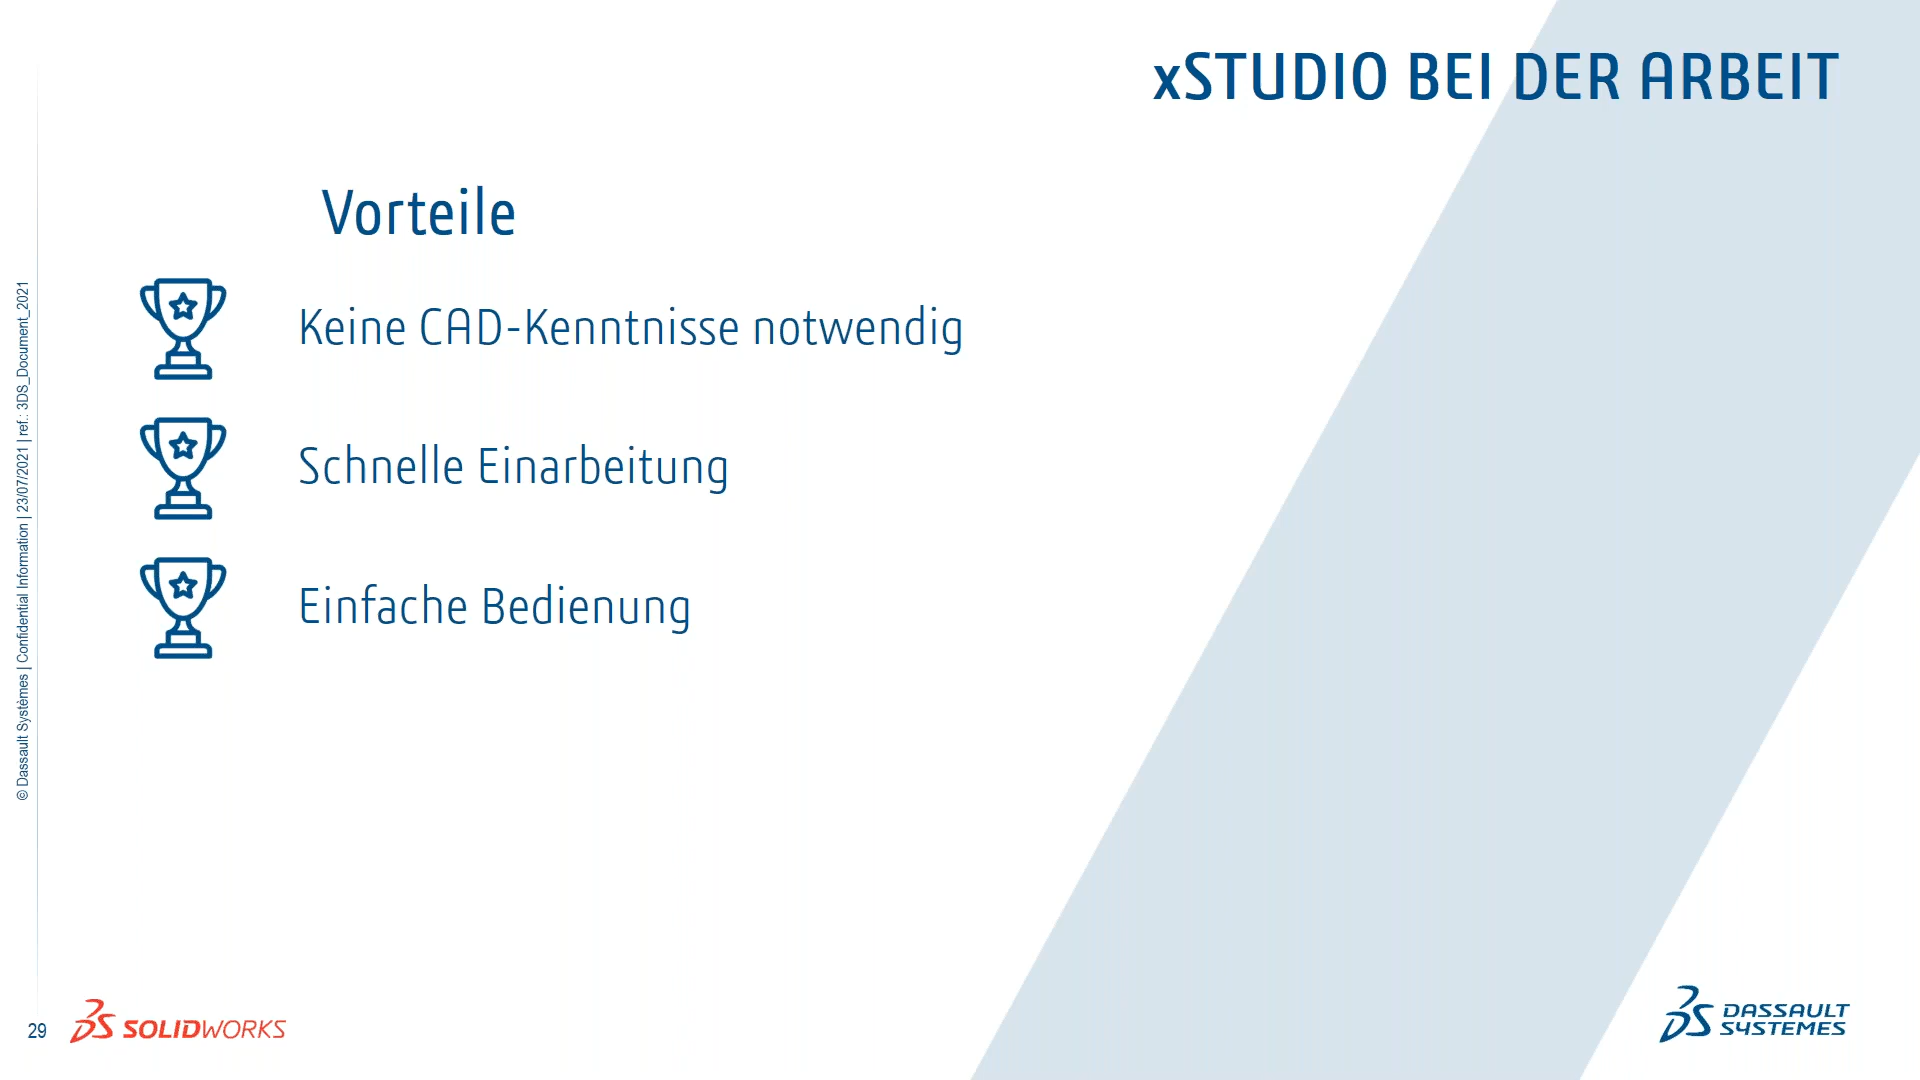 xSTUDIO BEI DER ARBEIT
Vorteile
Keine CAD-Kenntnisse notwendig
Schnelle Einarbeitung
Einfache Bedienung
© Dassault Systèmes | Confidential Information | 23/07/2021 | ref.: 3DS_Document_2021
29
SOLIDWORKS
DASSAULT
SYSTEMES